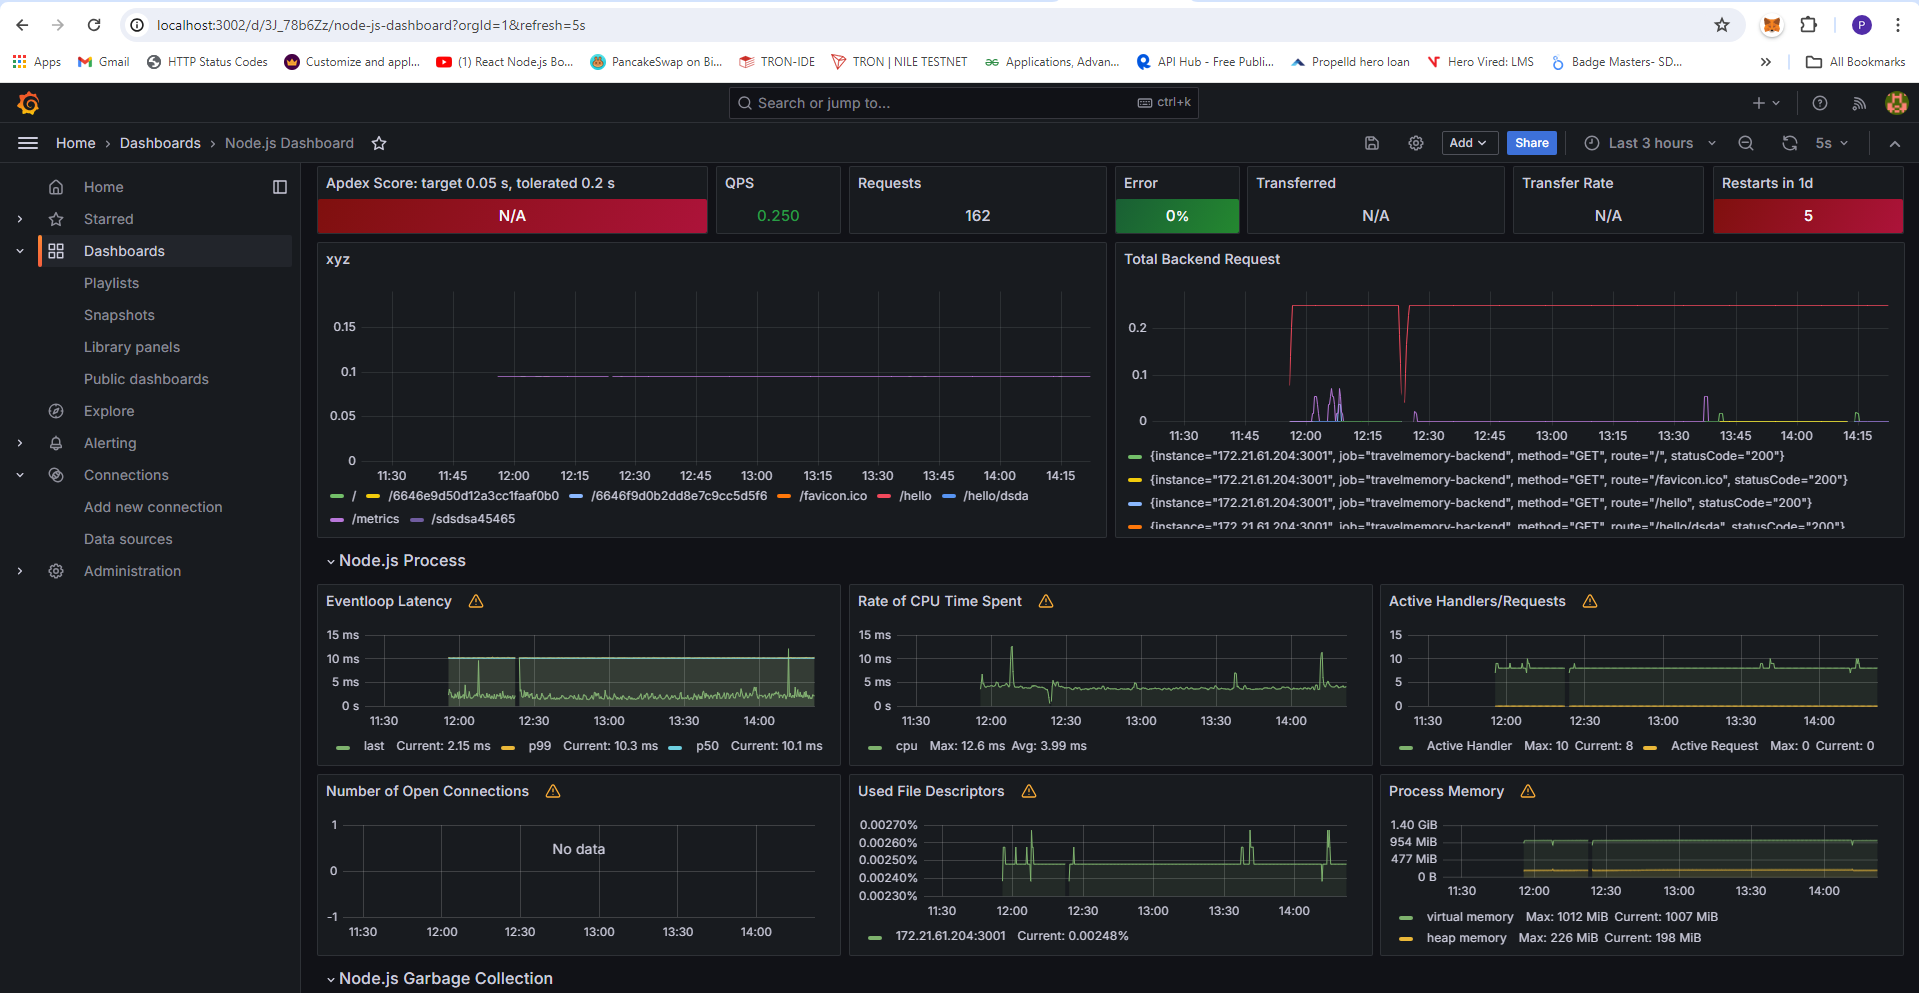 localhost:3002/d/3J_78b6Zz/node-js-dashboard?orgId=1&refresh=5s
P
Apps
Gmail
HTTP Status Codes
Customize and appl...
(1) React Node.js Bo...
PancakeSwap on Bi...
TRON-IDE
TRON | NILE TESTNET
Applications, Advan...
API Hub - Free Publi...
Propelld hero loan
Hero Vired: LMS
Badge Masters- SD...
All Bookmarks
Search or jump to...
ctrl+k
Home › Dashboards › Node.js Dashboard
Add
Share
Last 3 hours
5s
Home
Starred
Dashboards
Playlists
Snapshots
Library panels
Public dashboards
Explore
Alerting
Connections
Add new connection
Data sources
Administration
Apdex Score: target 0.05 s, tolerated 0.2 s
N/A
QPS
0.250
Requests
162
Error
0%
Transferred
N/A
Transfer Rate
N/A
Restarts in 1d
5
xyz
0.15
0.1
0.05
0
11:30 11:45 12:00 12:15 12:30 12:45 13:00 13:15 13:30 13:45 14:00 14:15
/ /6646e9d50d12a3cc1faaf0b0 /6646f9d0b2dd8e7c9cc5d5f6 /favicon.ico /hello /hello/dsda
/metrics /sdsdsa45465
Total Backend Request
0.2
0.1
0
11:30 11:45 12:00 12:15 12:30 12:45 13:00 13:15 13:30 13:45 14:00 14:15
{instance="172.21.61.204:3001", job="travelmemory-backend", method="GET", route="/", statusCode="200"}
{instance="172.21.61.204:3001", job="travelmemory-backend", method="GET", route="/favicon.ico", statusCode="200"}
{instance="172.21.61.204:3001", job="travelmemory-backend", method="GET", route="/hello", statusCode="200"}
{instance="172.21.61.204:3001", job="travelmemory-backend", method="GET", route="/hello/dsda", statusCode="200"}
Node.js Process
Eventloop Latency
15 ms
10 ms
5 ms
0 s
11:30 12:00 12:30 13:00 13:30 14:00
last Current: 2.15 ms p99 Current: 10.3 ms p50 Current: 10.1 ms
Rate of CPU Time Spent
15 ms
10 ms
5 ms
0 s
11:30 12:00 12:30 13:00 13:30 14:00
cpu Max: 12.6 ms Avg: 3.99 ms
Active Handlers/Requests
15
10
5
0
11:30 12:00 12:30 13:00 13:30 14:00
Active Handler Max: 10 Current: 8 Active Request Max: 0 Current: 0
Number of Open Connections
1
0
-1
No data
11:30 12:00 12:30 13:00 13:30 14:00
Used File Descriptors
0.00270%
0.00260%
0.00250%
0.00240%
0.00230%
11:30 12:00 12:30 13:00 13:30 14:00
172.21.61.204:3001 Current: 0.00248%
Process Memory
1.40 GiB
954 MiB
477 MiB
0 B
11:30 12:00 12:30 13:00 13:30 14:00
virtual memory Max: 1012 MiB Current: 1007 MiB
heap memory Max: 226 MiB Current: 198 MiB
Node.js Garbage Collection